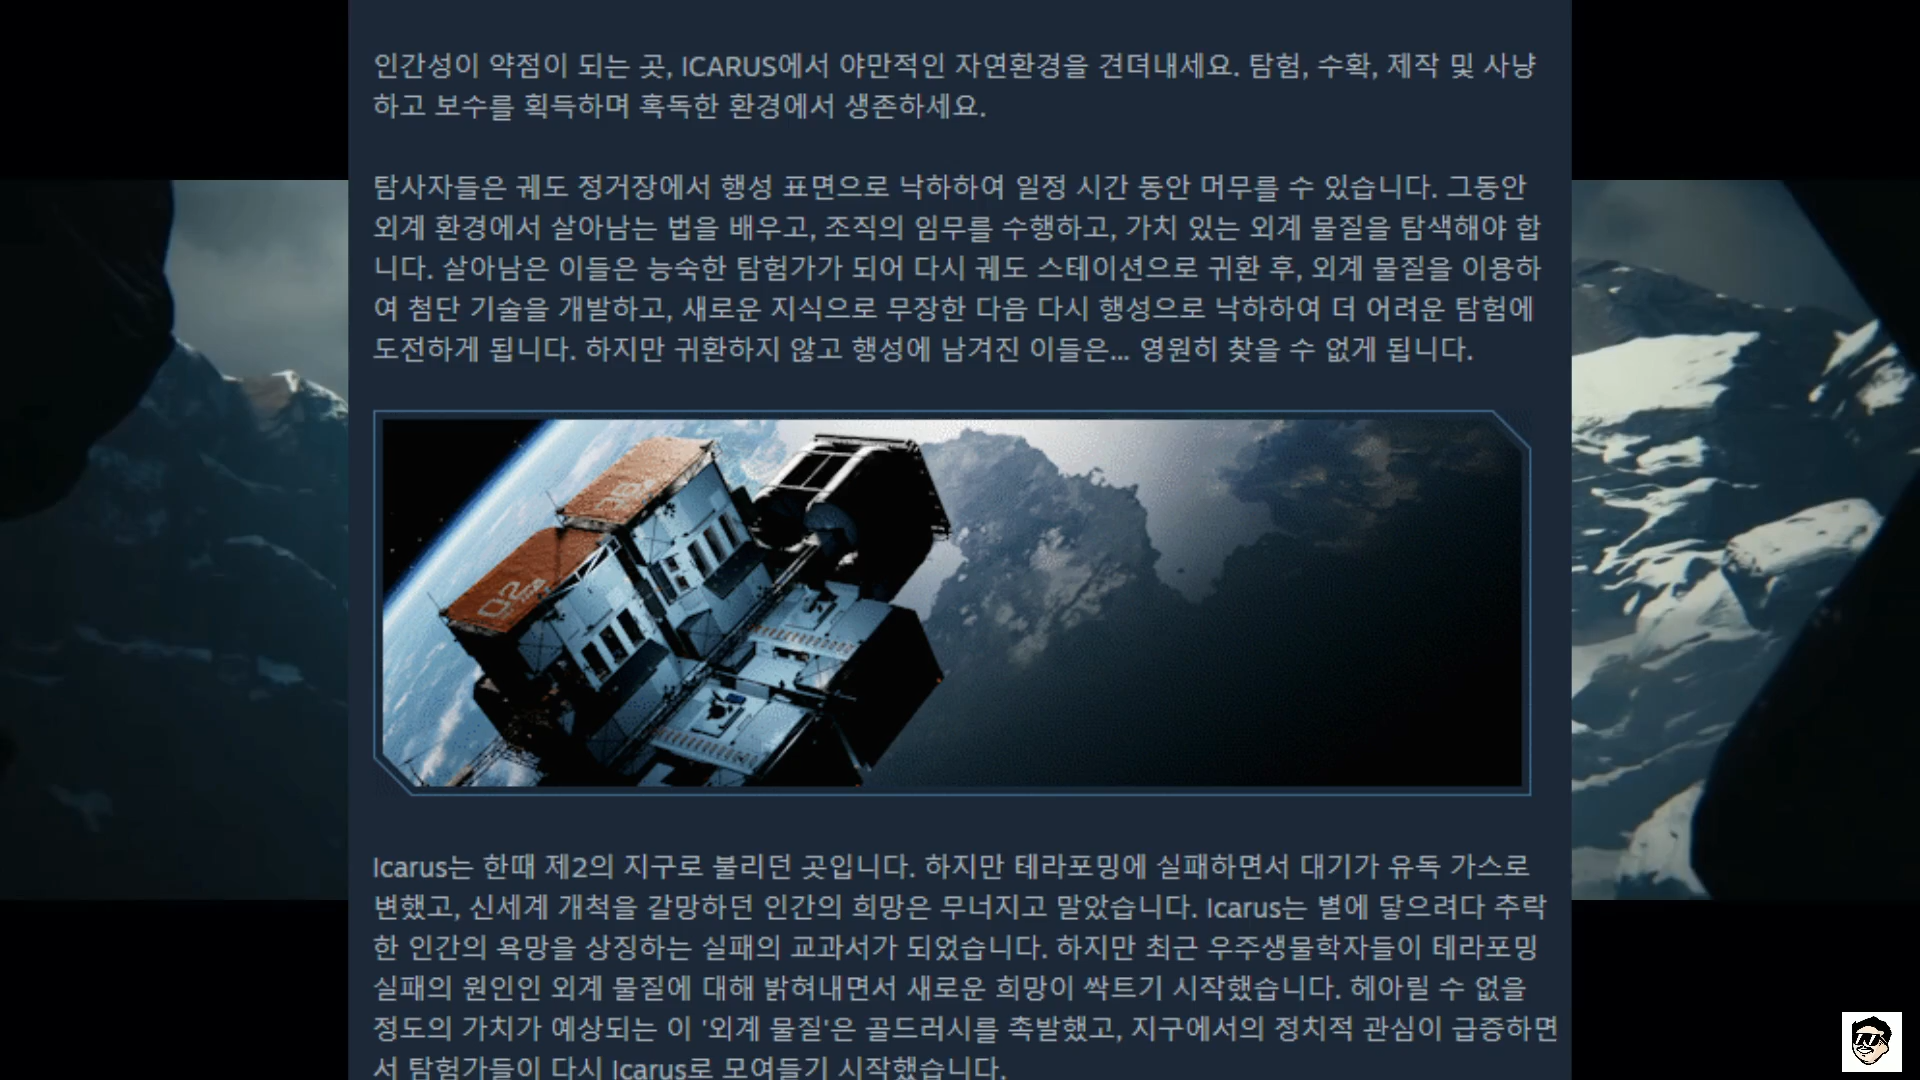 인간성이 약점이 되는 곳, ICARUS에서 야만적인 자연환경을 견뎌내세요. 탐험, 수확, 제작 및 사냥
하고 보수를 획득하며 혹독한 환경에서 생존하세요.
탐사자들은 궤도 정거장에서 행성 표면으로 낙하하여 일정 시간 동안 머무를 수 있습니다. 그동안
외계 환경에서 살아남는 법을 배우고, 조직의 임무를 수행하고, 가치 있는 외계 물질을 탐색해야 합
니다. 살아남은 이들은 능숙한 탐험가가 되어 다시 궤도 스테이션으로 귀환 후, 외계 물질을 이용하
여 첨단 기술을 개발하고, 새로운 지식으로 무장한 다음 다시 행성으로 낙하하여 더 어려운 탐험에
도전하게 됩니다. 하지만 귀환하지 않고 행성에 남겨진 이들은... 영원히 찾을 수 없게 됩니다.
02
Icarus는 한때 제2의 지구로 불리던 곳입니다. 하지만 테라포밍에 실패하면서 대기가 유독 가스로
변했고, 신세계 개척을 갈망하던 인간의 희망은 무너지고 말았습니다. Icarus는 별에 닿으려다 추락
한 인간의 욕망을 상징하는 실패의 교과서가 되었습니다. 하지만 최근 우주생물학자들이 테라포밍
실패의 원인인 외계 물질에 대해 밝혀내면서 새로운 희망이 싹트기 시작했습니다. 헤아릴 수 없을
정도의 가치가 예상되는 이 '외계 물질'은 골드러시를 촉발했고, 지구에서의 정치적 관심이 급증하면
서 탐험가들이 다시 Icarus로 모여들기 시작했습니다.